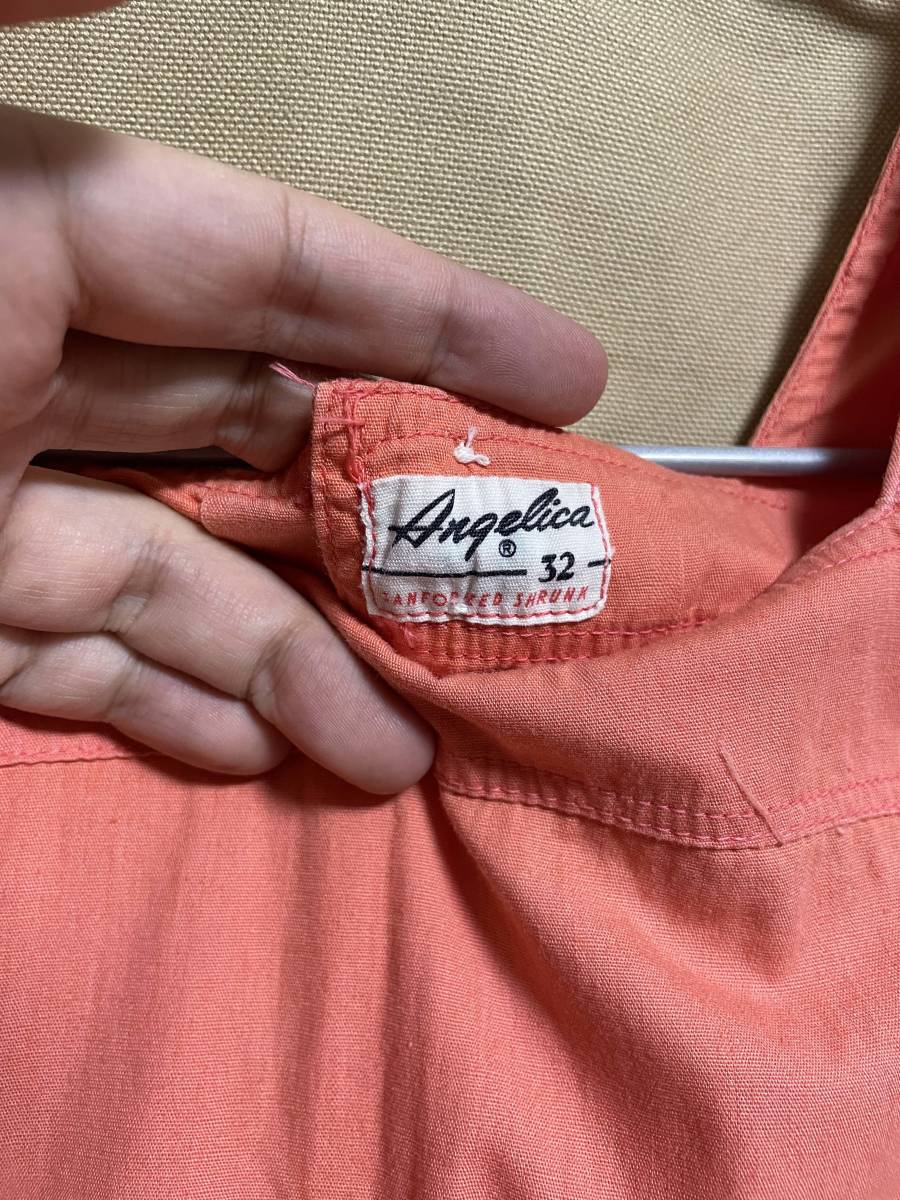 Angelica
®
32
SANFORIZED SHRUNK